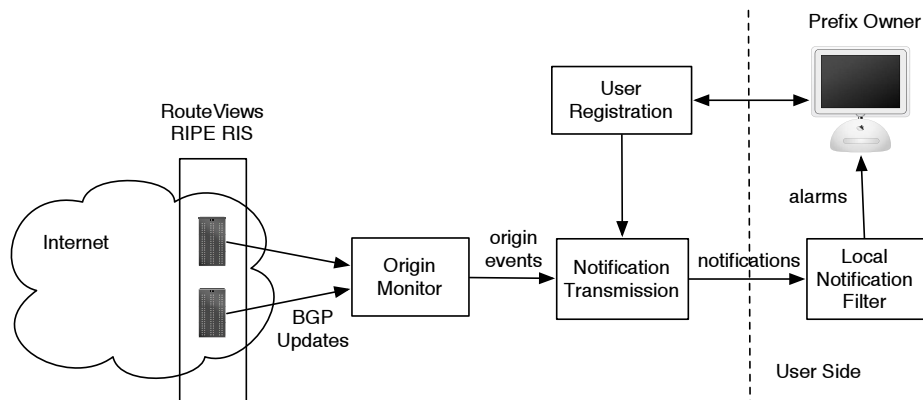 Prefix Owner
User
Registration
RouteViews
RIPE RIS
alarms
Internet
Origin
Monitor
origin
events
Notification
Transmission
notifications
Local
Notification
Filter
BGP
Updates
User Side